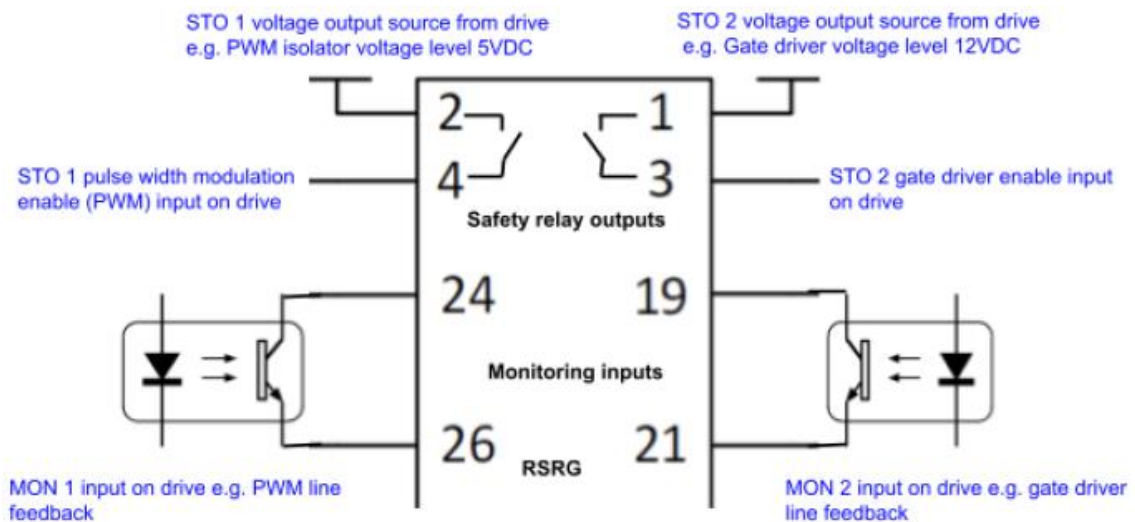 STO 1 voltage output source from drive
e.g. PWM isolator voltage level 5VDC
STO 2 voltage output source from drive
e.g. Gate driver voltage level 12VDC
2
1
STO 1 pulse width modulation
enable (PWM) input on drive
4
3
STO 2 gate driver enable input
on drive
Safety relay outputs
24
19
Monitoring inputs
26
21
RSRG
MON 1 input on drive e.g. PWM line
feedback
MON 2 input on drive e.g. gate driver
line feedback